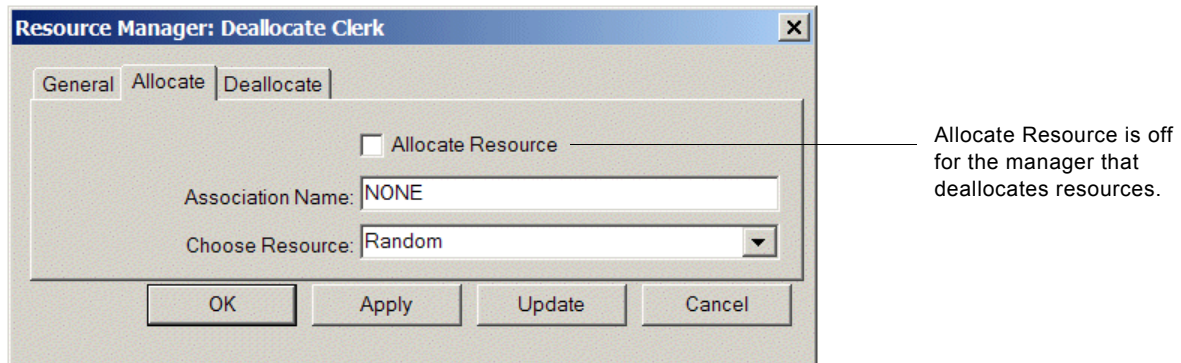 Resource Manager: Deallocate Clerk
General Allocate Deallocate
Allocate Resource
Association Name: NONE
Choose Resource: Random
OK Apply Update Cancel
Allocate Resource is off
for the manager that
deallocates resources.